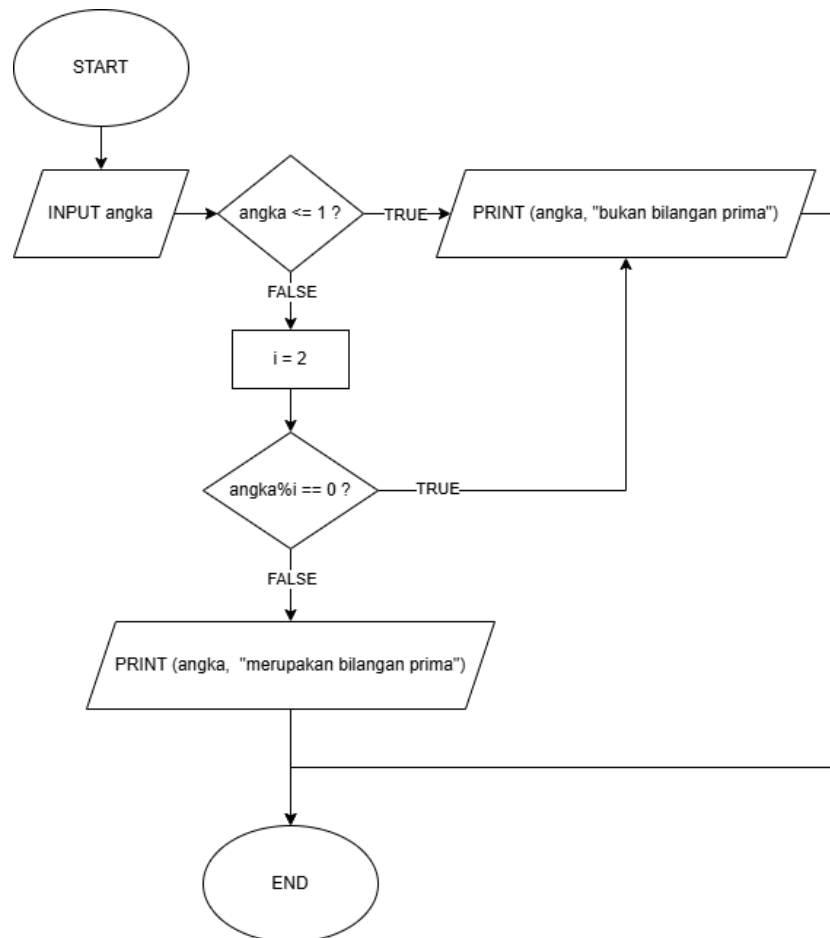 START
INPUT angka
angka <= 1 ?
TRUE
PRINT (angka, "bukan bilangan prima")
FALSE
i = 2
angka%i == 0 ?
TRUE
FALSE
PRINT (angka, "merupakan bilangan prima")
END